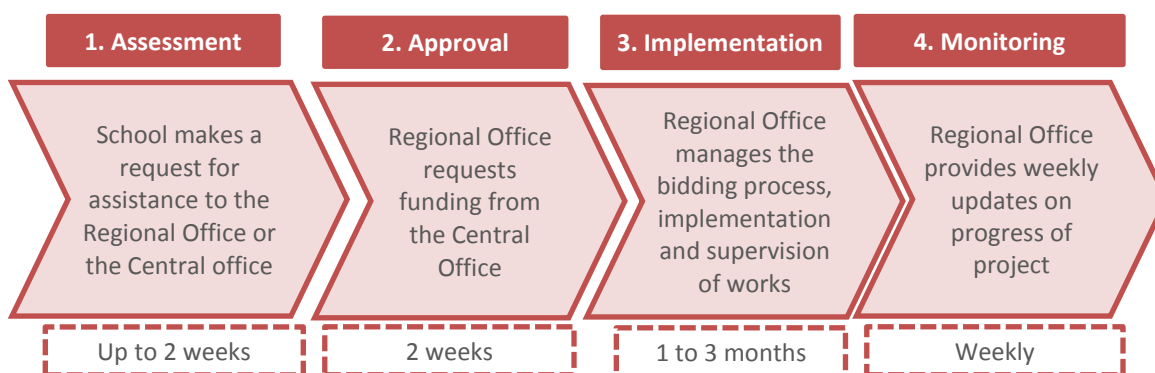 1. Assessment
School makes a
request for
assistance to the
Regional Office or
the Central office
Up to 2 weeks
2. Approval
Regional Office
requests
funding from
the Central
Office
2 weeks
3. Implementation
Regional Office
manages the
bidding process,
implementation
and supervision
of works
1 to 3 months
4. Monitoring
Regional Office
provides weekly
updates on
progress of
project
Weekly